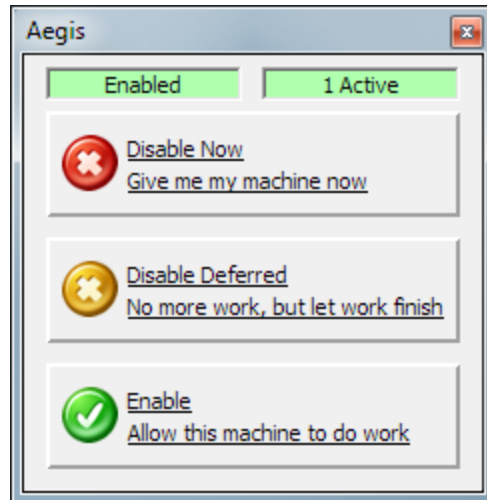 Aegis
Enabled
1 Active
Disable Now
Give me my machine now
Disable Deferred
No more work, but let work finish
Enable
Allow this machine to do work